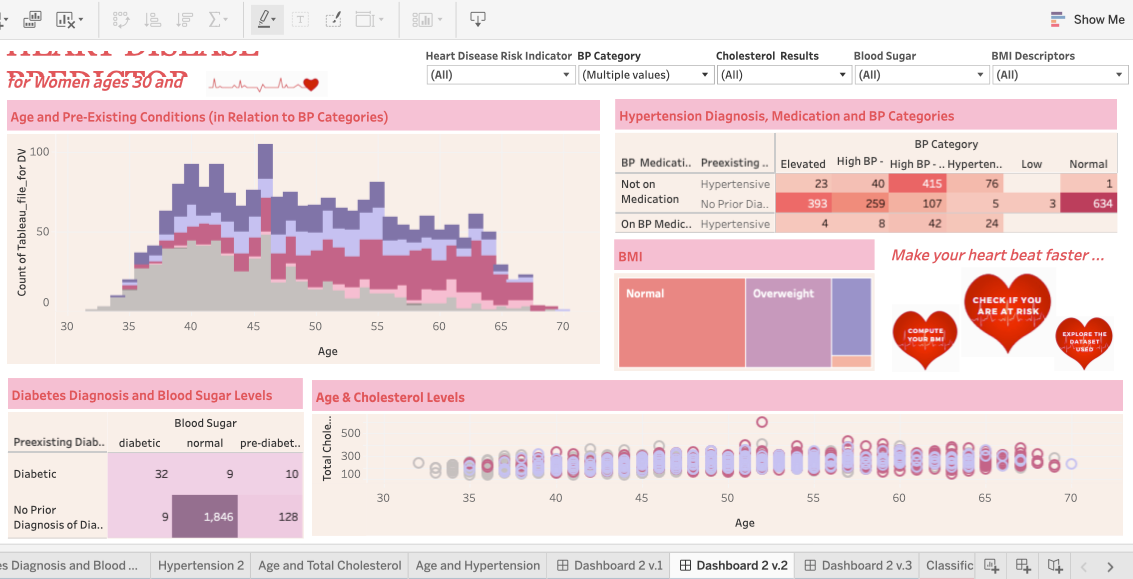 Show Me
HEART DISEASE
PREDICTOR
for Women ages 30 and
Heart Disease Risk Indicator BP Category Cholesterol Results Blood Sugar BMI Descriptors
(All) (Multiple values) (All) (All) (All)
Age and Pre-Existing Conditions (in Relation to BP Categories)
Count of Tableau_file_for DV
100
50
0
30 35 40 45 50 55 60 65 70
Age
Hypertension Diagnosis, Medication and BP Categories
BP Category
BP Medicati.. Preexisting .. Elevated High BP - High BP - .. Hyperten.. Low Normal
Not on Medication Hypertensive 23 40 415 76 1
No Prior Dia.. 393 259 107 5 3 634
On BP Medic.. Hypertensive 4 8 42 24
BMI
Normal Overweight
Make your heart beat faster ...
COMPUTE
YOUR BMI
CHECK IF YOU
ARE AT RISK
EXPLORE THE
DATASET
USED
Diabetes Diagnosis and Blood Sugar Levels
Blood Sugar
Preexisting Diab.. diabetic normal pre-diabet..
Diabetic 32 9 10
No Prior
Diagnosis of Dia.. 9 1,846 128
Age & Cholesterol Levels
Total Chole...
500
300
100
30 35 40 45 50 55 60 65 70
Age
es Diagnosis and Blood ... Hypertension 2 Age and Total Cholesterol Age and Hypertension Dashboard 2 v.1 Dashboard 2 v.2 Dashboard 2 v.3 Classific